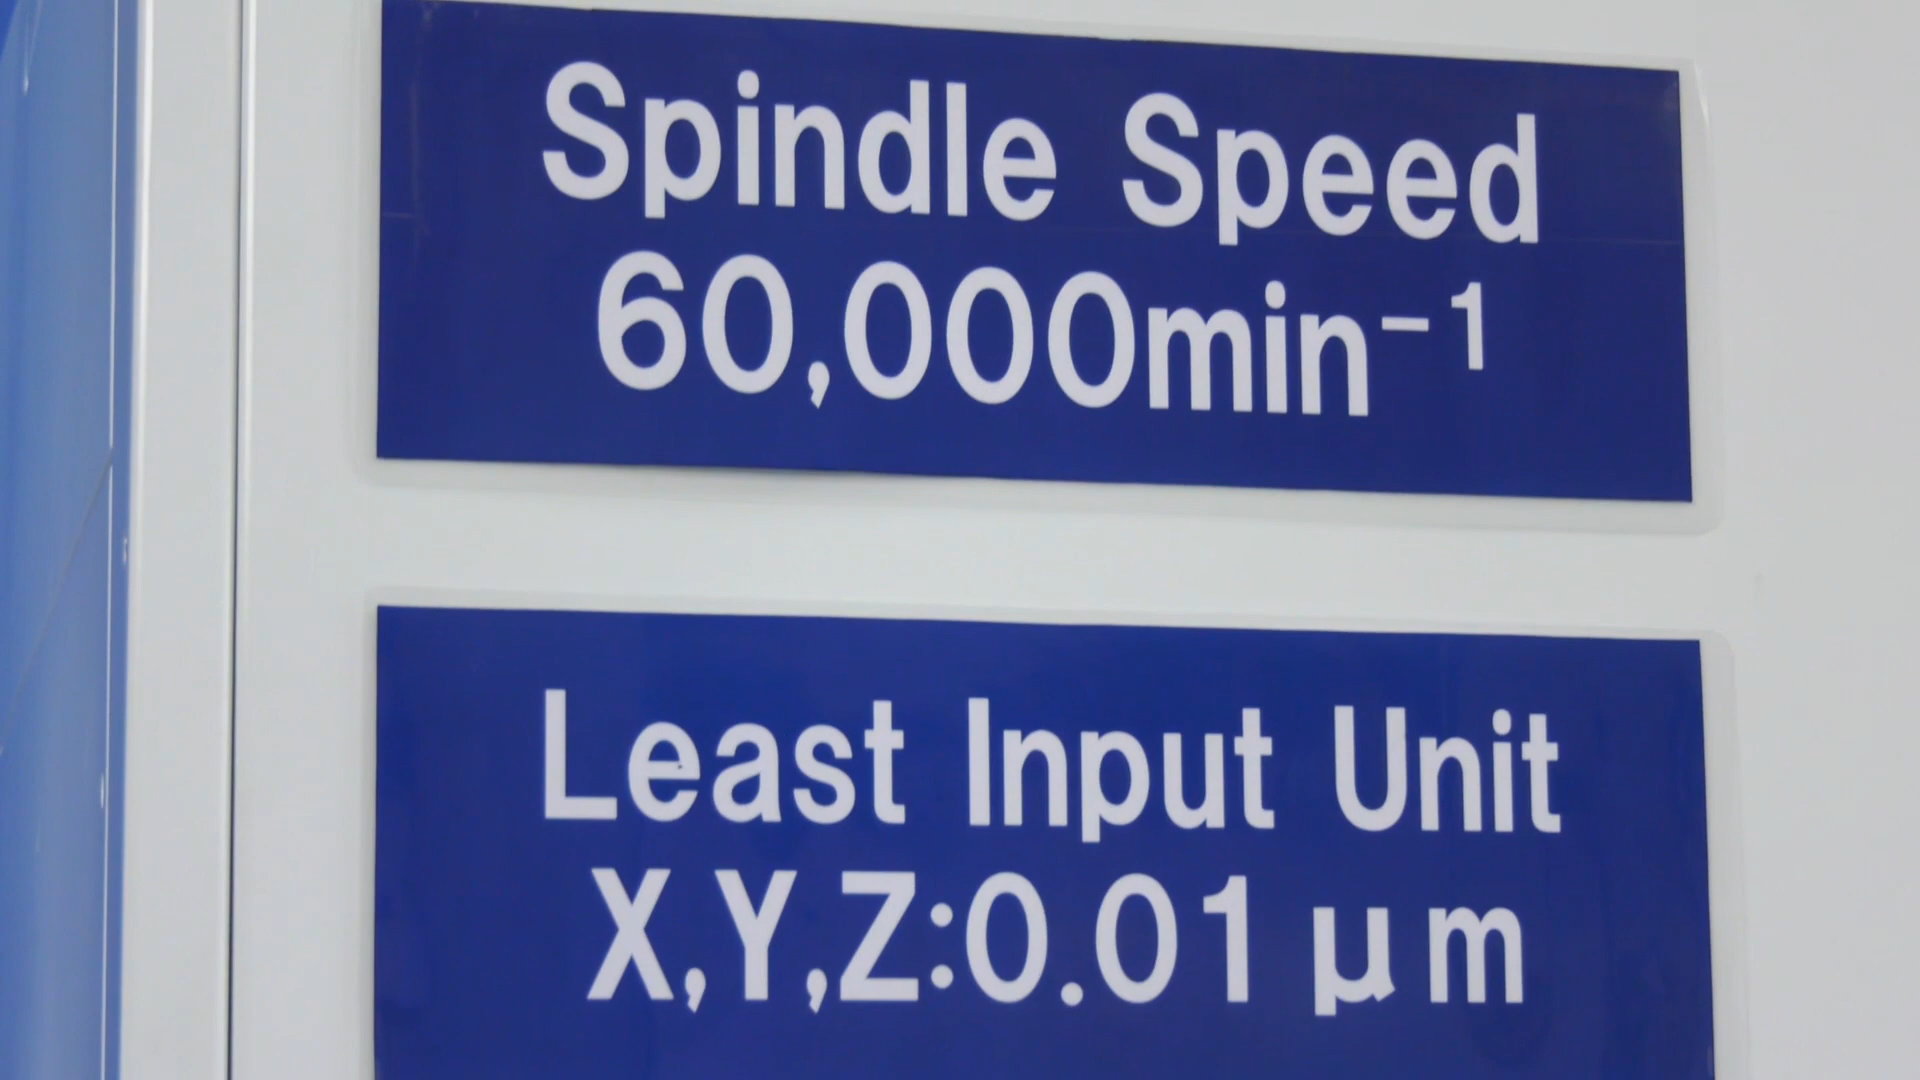 Spindle Speed
60,000min⁻¹
Least Input Unit
X,Y,Z:0.01μm